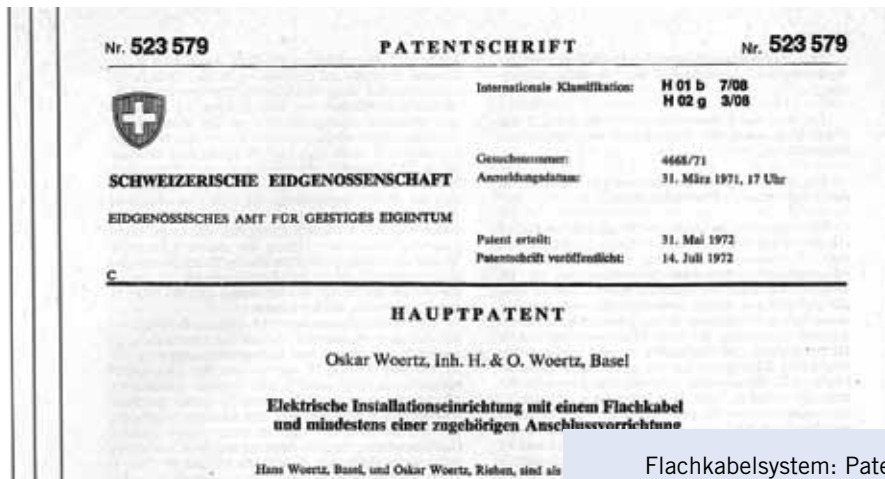 Nr. 523 579 PATENTSCHRIFT Nr. 523 579
Internationale Klassifikation: H 01 b 7/08
H 02 g 3/08
Gesuchsnummer: 4668/71
SCHWEIZERISCHE EIDGENOSSENSCHAFT Anmeldungsdatum: 31. März 1971, 17 Uhr
EIDGENÖSSISCHES AMT FÜR GEISTIGES EIGENTUM
Patent erteilt: 31. Mai 1972
C Patentschrift veröffentlicht: 14. Juli 1972
HAUPTPATENT
Oskar Woertz, Inh. H. & O. Woertz, Basel
Elektrische Installationseinrichtung mit einem Flachkabel
und mindestens einer zugehörigen Anschlussvorrichtung
Hans Woertz, Basel, und Oskar Woertz, Riehen, sind als
Flachkabelsystem: Pate